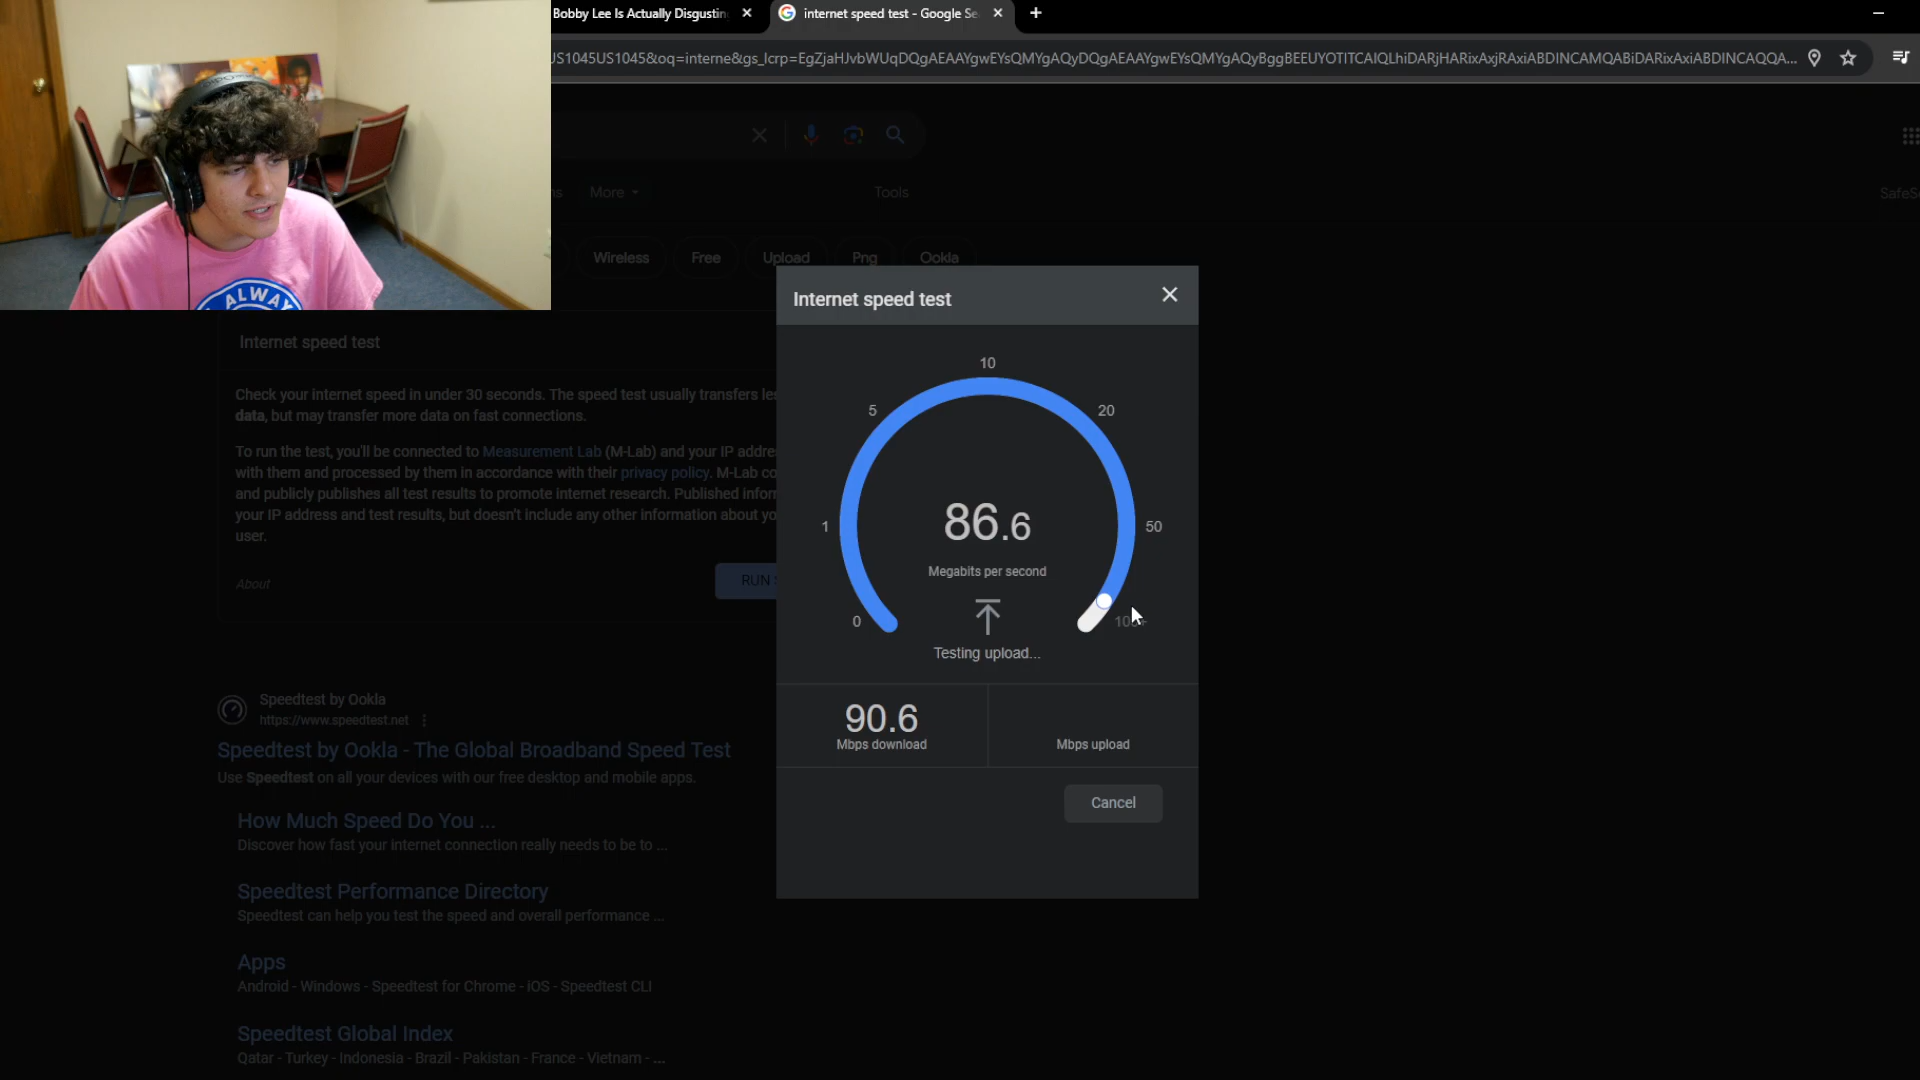 Bobby Lee Is Actually Disgustin
internet speed test - Google Se
More
Tools
SafeS
Wireless
Free
Upload
Png
Ookla
ALWA
Internet speed test
Internet speed test
Check your internet speed in under 30 seconds. The speed test usually transfers les
data, but may transfer more data on fast connections.
To run the test, you'll be connected to Measurement Lab (M-Lab) and your IP addre
with them and processed by them in accordance with their privacy policy. M-Lab co
and publicly publishes all test results to promote internet research. Published inforr
your IP address and test results, but doesn't include any other information about yo
user.
About
RUN
10
5
20
1
50
0
86.6
Megabits per second
Testing upload...
90.6
Mbps download
Mbps upload
Cancel
Speedtest by Ookla
https://www.speedtest.net
Speedtest by Ookla - The Global Broadband Speed Test
Use Speedtest on all your devices with our free desktop and mobile apps.
How Much Speed Do You ...
Discover how fast your internet connection really needs to be to ...
Speedtest Performance Directory
Speedtest can help you test the speed and overall performance ...
Apps
Android - Windows - Speedtest for Chrome - iOS - Speedtest CLI
Speedtest Global Index
Qatar - Turkey - Indonesia - Brazil - Pakistan - France - Vietnam - ...